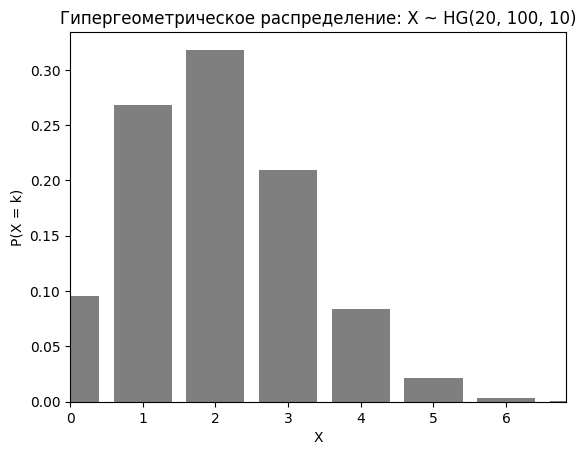 Гипергеометрическое распределение: X ~ HG(20, 100, 10)
0.30
0.25
0.20
0.15
0.10
0.05
0.00
P(X = k)
0 1 2 3 4 5 6
X